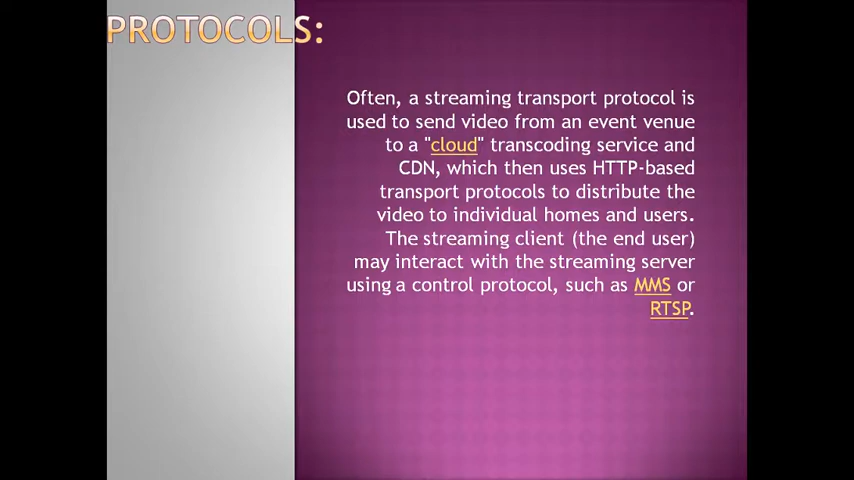 PROTOCOLS:
Often, a streaming transport protocol is
used to send video from an event venue
to a "cloud" transcoding service and
CDN, which then uses HTTP-based
transport protocols to distribute the
video to individual homes and users.
The streaming client (the end user)
may interact with the streaming server
using a control protocol, such as MMS or
RTSP.